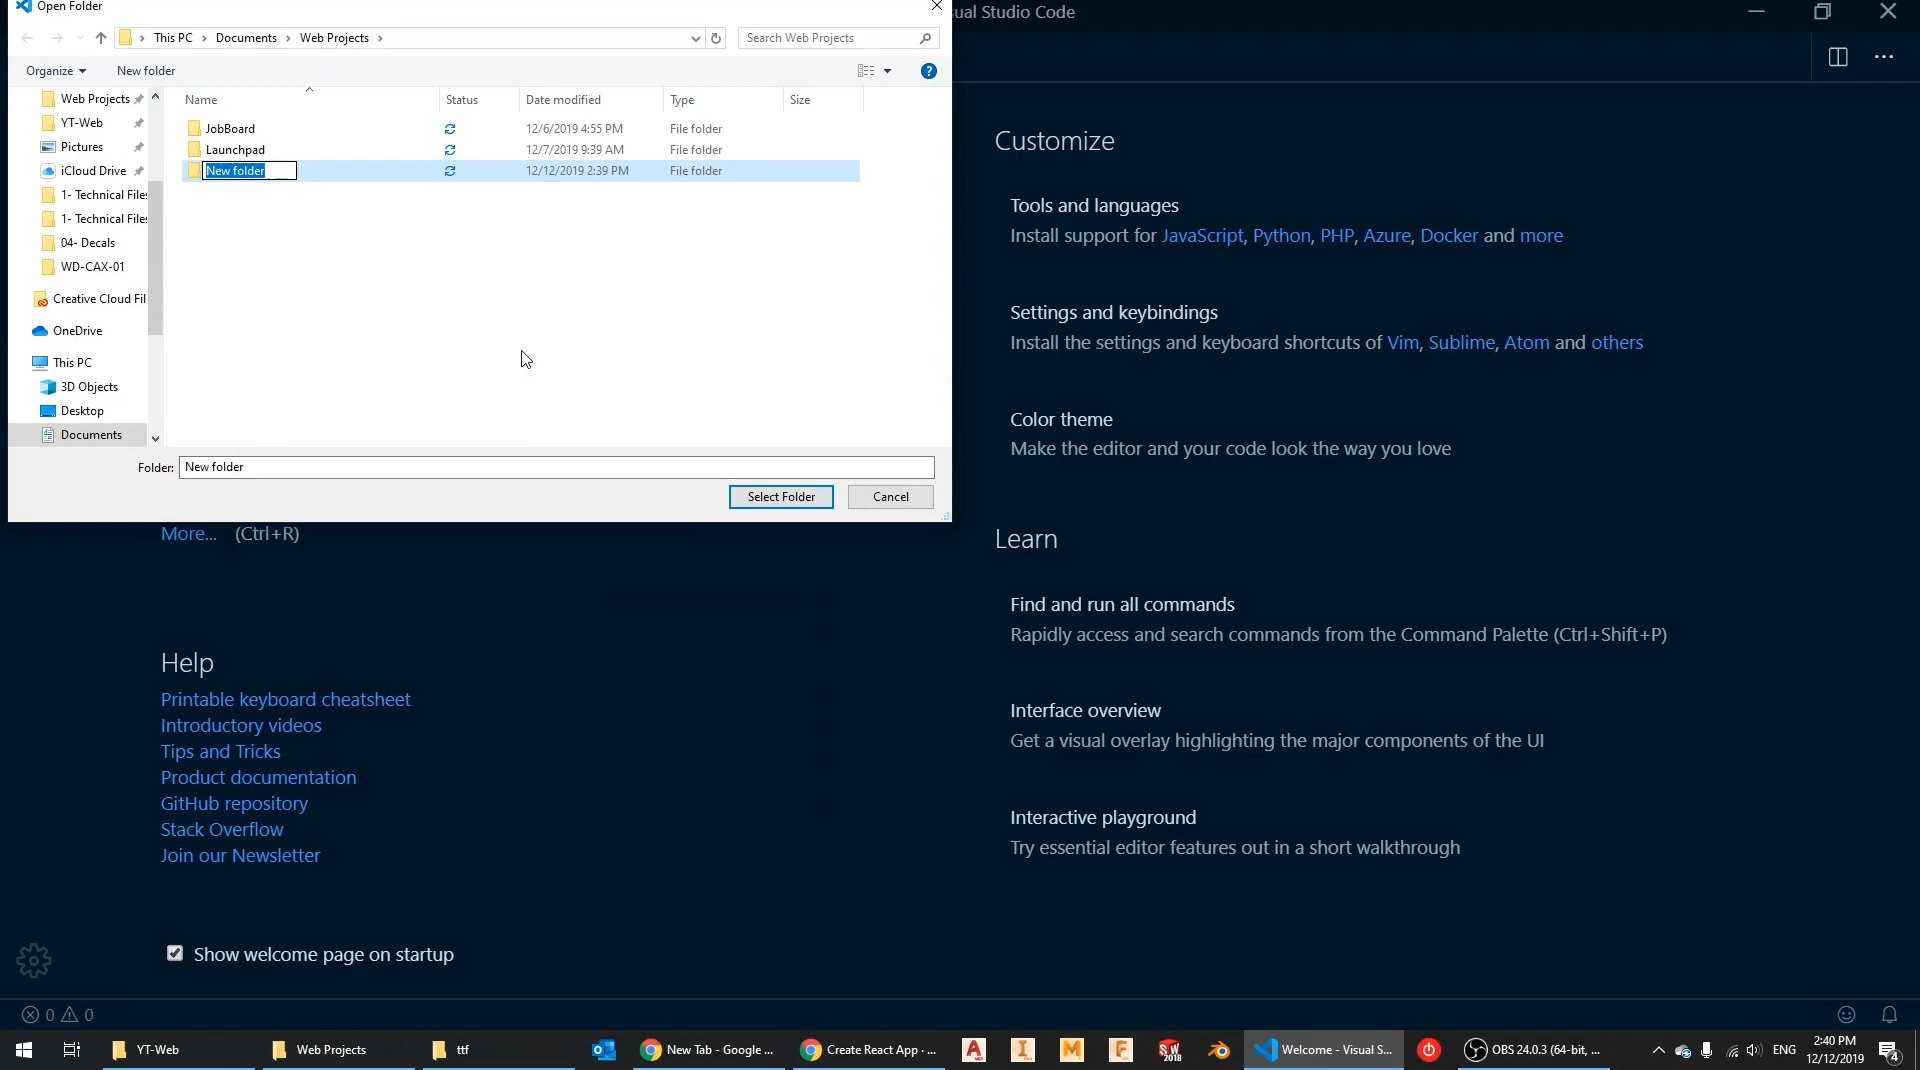 Open Folder
ual Studio Code
This PC > Documents > Web Projects >
Search Web Projects
Organize
New folder
Name
Status
Date modified
Type
Size
Web Projects
YT-Web
Pictures
iCloud Drive
1- Technical Files
1- Technical Files
04- Decals
WD-CAX-01
Creative Cloud Fil
OneDrive
This PC
3D Objects
Desktop
Documents
JobBoard 12/6/2019 4:55 PM File folder
Launchpad 12/7/2019 9:39 AM File folder
New folder 12/12/2019 2:39 PM File folder
Folder: New folder
Select Folder
Cancel
More... (Ctrl+R)
Help
Printable keyboard cheatsheet
Introductory videos
Tips and Tricks
Product documentation
GitHub repository
Stack Overflow
Join our Newsletter
Show welcome page on startup
Customize
Tools and languages
Install support for JavaScript, Python, PHP, Azure, Docker and more
Settings and keybindings
Install the settings and keyboard shortcuts of Vim, Sublime, Atom and others
Color theme
Make the editor and your code look the way you love
Learn
Find and run all commands
Rapidly access and search commands from the Command Palette (Ctrl+Shift+P)
Interface overview
Get a visual overlay highlighting the major components of the UI
Interactive playground
Try essential editor features out in a short walkthrough
0 0
YT-Web
Web Projects
ttf
New Tab - Google ...
Create React App · ...
SW 2018
Welcome - Visual S...
OBS 24.0.3 (64-bit, ...
ENG
2:40 PM
12/12/2019
4